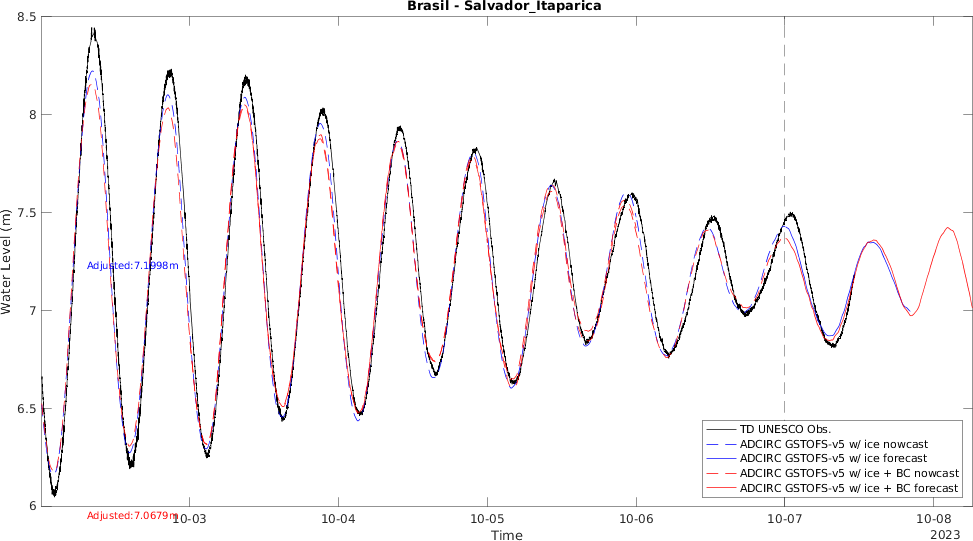 Brasil - Salvador_Itaparica
8.5
8
7.5
7
6.5
6
Water Level (m)
Adjusted:7.1998m
Adjusted:7.0679m
TD UNESCO Obs.
ADCIRC GSTOFS-v5 w/ ice nowcast
ADCIRC GSTOFS-v5 w/ ice forecast
ADCIRC GSTOFS-v5 w/ ice + BC nowcast
ADCIRC GSTOFS-v5 w/ ice + BC forecast
10-03 10-04 10-05 10-06 10-07 10-08
Time
2023